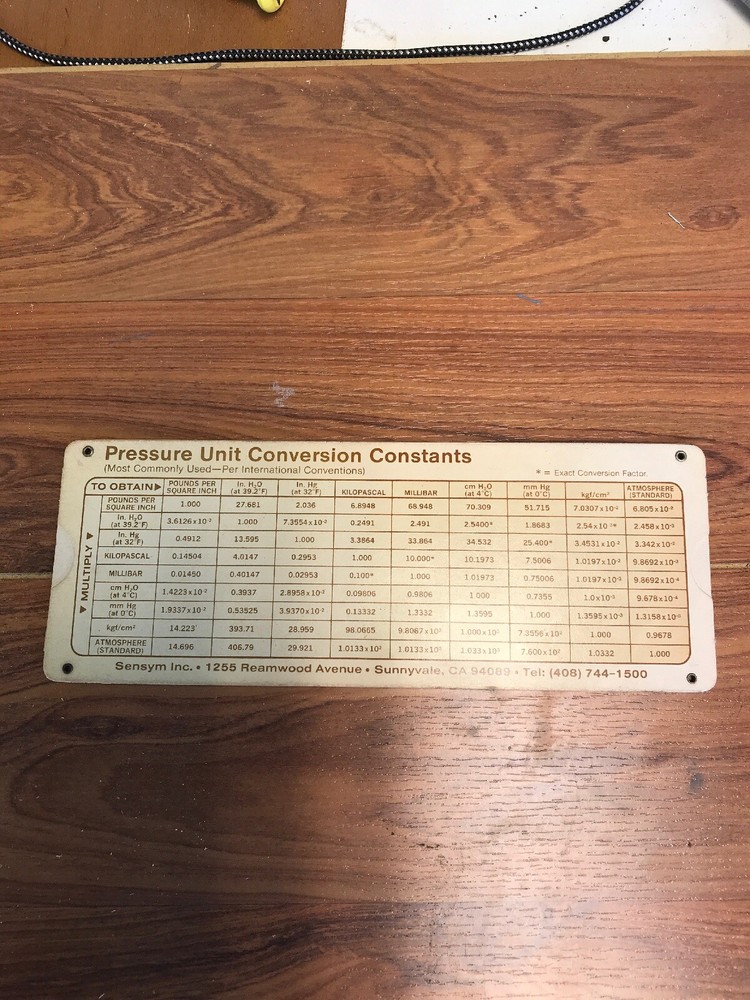 Pressure Unit Conversion Constants
(Most Commonly Used—Per International Conventions)
* = Exact Conversion Factor.
TO OBTAIN▶ POUNDS PER SQUARE INCH In. H₂O (at 39.2°F) In. Hg (at 32°F) KILOPASCAL MILLIBAR cm H₂O (at 4°C) mm Hg (at 0°C) kgf/cm² ATMOSPHERE (STANDARD)
▼ MULTIPLY ▼
POUNDS PER SQUARE INCH 1.000 27.681 2.036 6.8948 68.948 70.309 51.715 7.0307x10⁻² 6.805x10⁻²
In. H₂O (at 39.2°F) 3.6126x10⁻² 1.000 7.3554x10⁻² 0.2491 2.491 2.5400* 1.8683 2.54x10⁻³* 2.458x10⁻³
In. Hg (at 32°F) 0.4912 13.595 1.000 3.3864 33.864 34.532 25.400* 3.4531x10⁻² 3.342x10⁻²
KILOPASCAL 0.14504 4.0147 0.2953 1.000 10.000* 10.1973 7.5006 1.0197x10⁻² 9.8692x10⁻³
MILLIBAR 0.01450 0.40147 0.02953 0.100* 1.000 1.01973 0.75006 1.0197x10⁻³ 9.8692x10⁻⁴
cm H₂O (at 4°C) 1.4223x10⁻² 0.3937 2.8958x10⁻² 0.09806 0.9806 1.000 0.7355 1.0x10⁻³ 9.678x10⁻⁴
mm Hg (at 0°C) 1.9337x10⁻² 0.53525 3.9370x10⁻² 0.13332 1.3332 1.3595 1.000 1.3595x10⁻³ 1.3158x10⁻³
kgf/cm² 14.223 393.71 28.959 98.0665 9.8067x10² 1.000x10³ 7.3556x10² 1.000 0.9678
ATMOSPHERE (STANDARD) 14.696 406.79 29.921 1.0133x10² 1.0133x10³ 1.033x10³ 7.600x10² 1.0332 1.000
Sensym Inc. • 1255 Reamwood Avenue • Sunnyvale, CA 94089 • Tel: (408) 744-1500